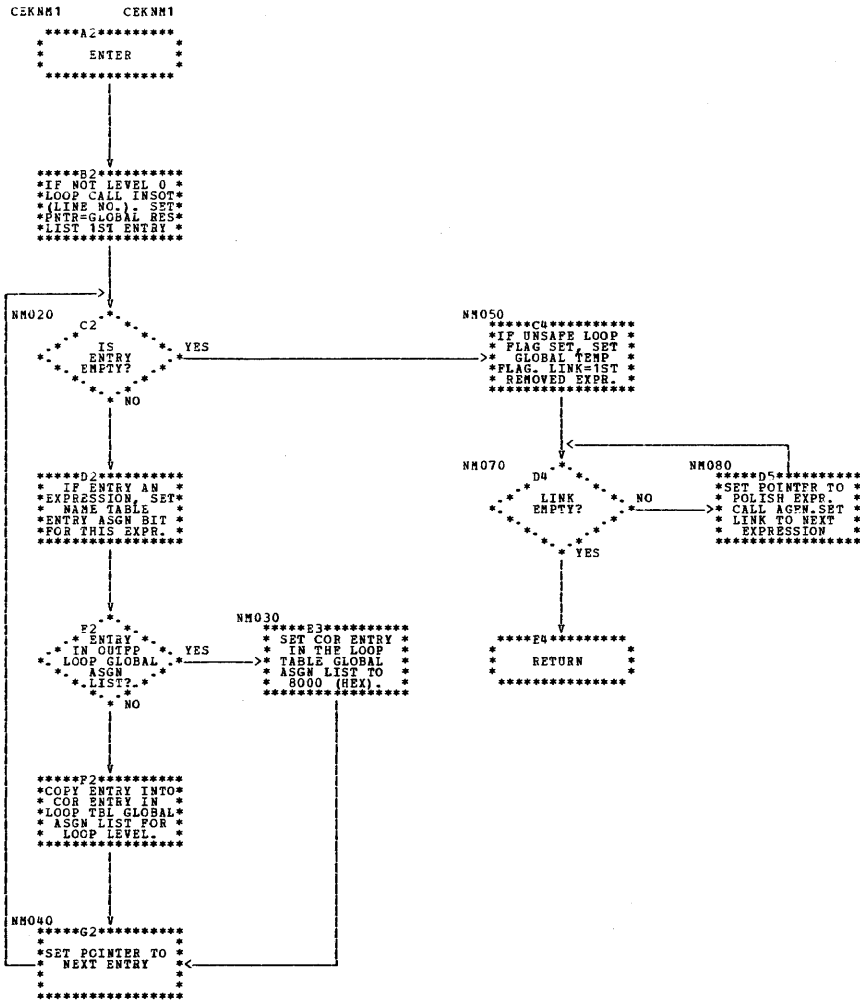 CEKNM1 CEKNM1
A2
ENTER
B2
IF NOT LEVEL 0
LOOP CALL INSOT
(LINE NO.). SET
PNTR=GLOBAL RES
LIST 1ST ENTRY
NM020
C2
IS
ENTRY
EMPTY?
YES
NO
NM050
C4
IF UNSAFE LOOP
FLAG SET, SET
GLOBAL TEMP
FLAG. LINK=1ST
REMOVED EXPR.
D2
IF ENTRY AN
EXPRESSION, SET
NAME TABLE
ENTRY ASGN BIT
FOR THIS EXPR.
NM070
D4
LINK
EMPTY?
NO
YES
NM080
D5
SET POINTER TO
POLISH EXPR.
CALL AGEN.SET
LINK TO NEXT
EXPRESSION
E2
ENTRY
IN OUTER
LOOP GLOBAL
ASGN
LIST?
YES
NO
NM030
E3
SET COR ENTRY
IN THE LOOP
TABLE GLOBAL
ASGN LIST TO
8000 (HEX).
E4
RETURN
F2
COPY ENTRY INTO
COR ENTRY IN
LOOP TBL GLOBAL
ASGN LIST FOR
LOOP LEVEL.
NM040
G2
SET POINTER TO
NEXT ENTRY